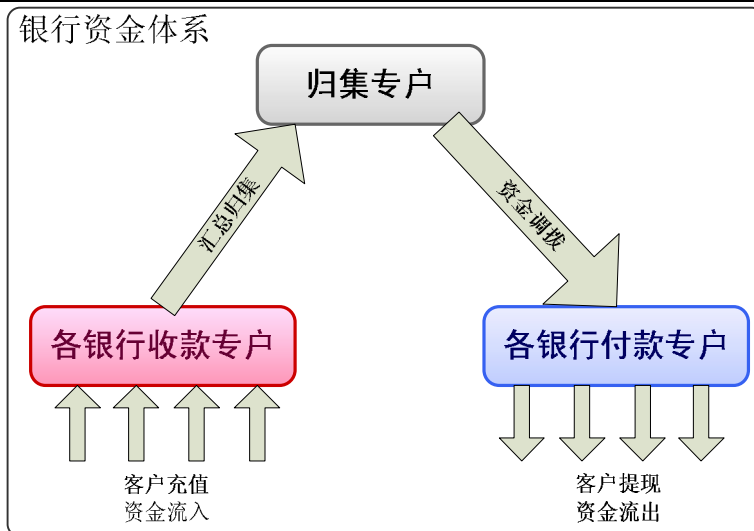 银行资金体系
归集专户
汇总归集
资金调拨
各银行收款专户
各银行付款专户
客户充值
资金流入
客户提现
资金流出